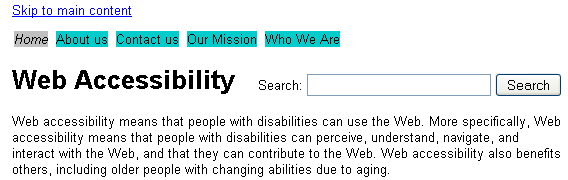 Skip to main content
Home About us Contact us Our Mission Who We Are
Web Accessibility Search: Search
Web accessibility means that people with disabilities can use the Web. More specifically, Web
accessibility means that people with disabilities can perceive, understand, navigate, and
interact with the Web, and that they can contribute to the Web. Web accessibility also benefits
others, including older people with changing abilities due to aging.